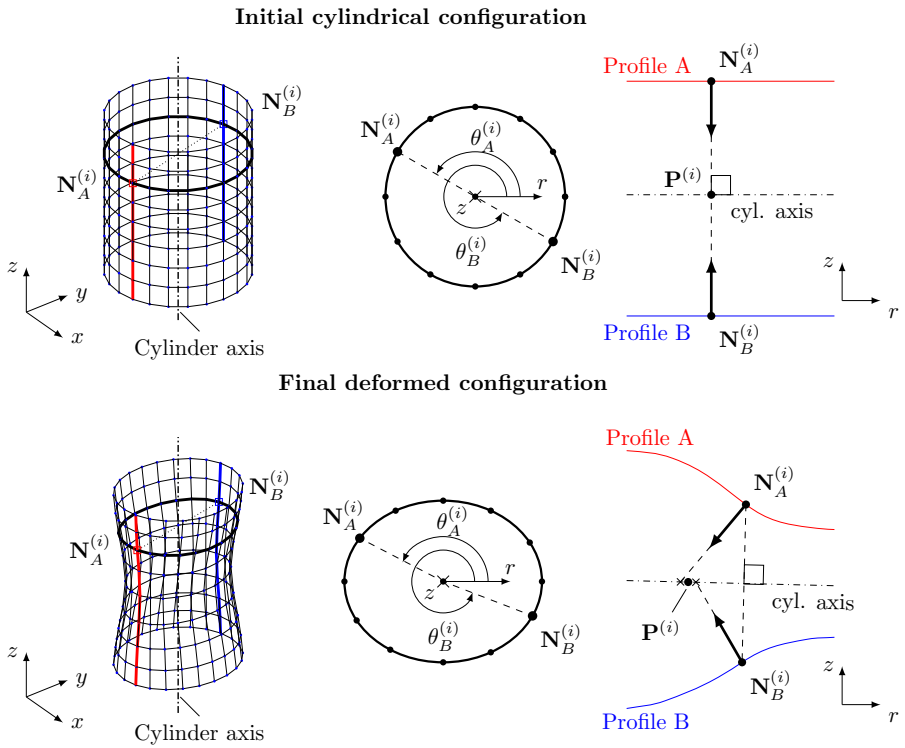 Initial cylindrical configuration
N_B^{(i)}
N_A^{(i)}
z
y
x
Cylinder axis
N_A^{(i)}
θ_A^{(i)}
r
z
θ_B^{(i)}
N_B^{(i)}
Profile A
N_A^{(i)}
P^{(i)}
cyl. axis
z
r
Profile B
N_B^{(i)}
Final deformed configuration
N_B^{(i)}
N_A^{(i)}
z
y
x
Cylinder axis
N_A^{(i)}
θ_A^{(i)}
r
z
θ_B^{(i)}
N_B^{(i)}
Profile A
N_A^{(i)}
cyl. axis
P^{(i)}
z
r
N_B^{(i)}
Profile B